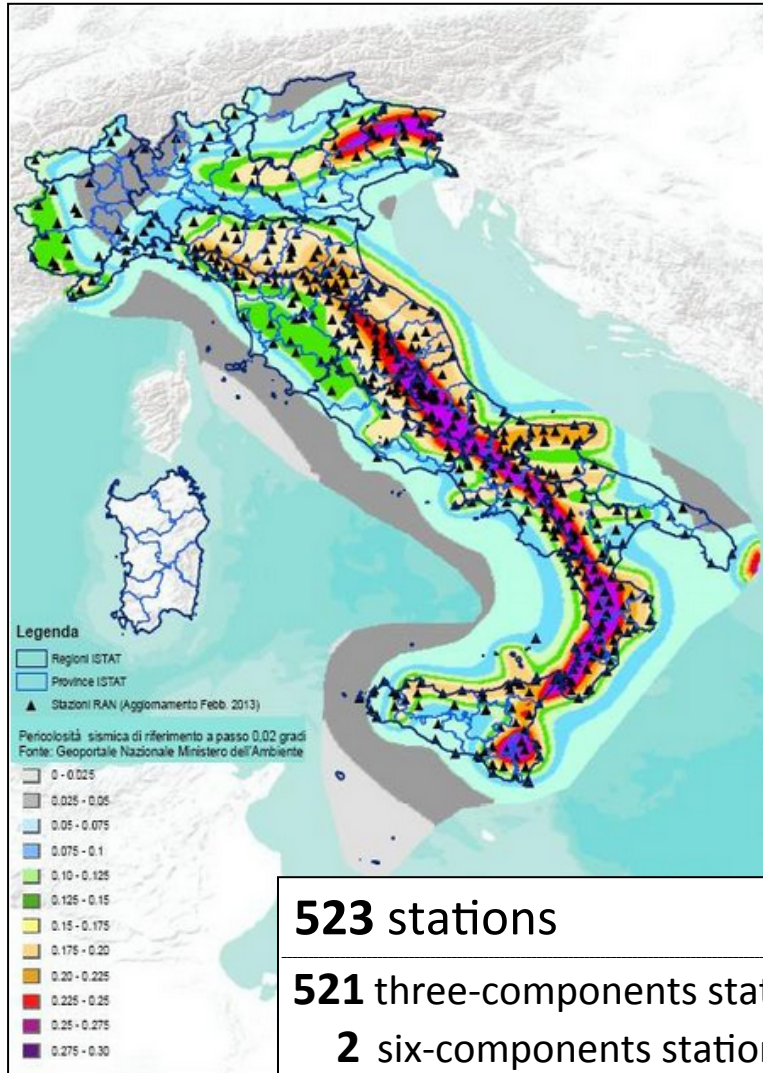 Legenda
Regioni ISTAT
Province ISTAT
Stazioni RAN (Aggiornamento Febb. 2013)
Pericolosità sismica di riferimento a passo 0,02 gradi
Fonte: Geoportale Nazionale Ministero dell'Ambiente
0 - 0.025
0.025 - 0.05
0.05 - 0.075
0.075 - 0.1
0.10 - 0.125
0.125 - 0.15
0.15 - 0.175
0.175 - 0.20
0.20 - 0.225
0.225 - 0.25
0.25 - 0.275
0.275 - 0.30
523 stations
521 three-components stat
2 six-components station